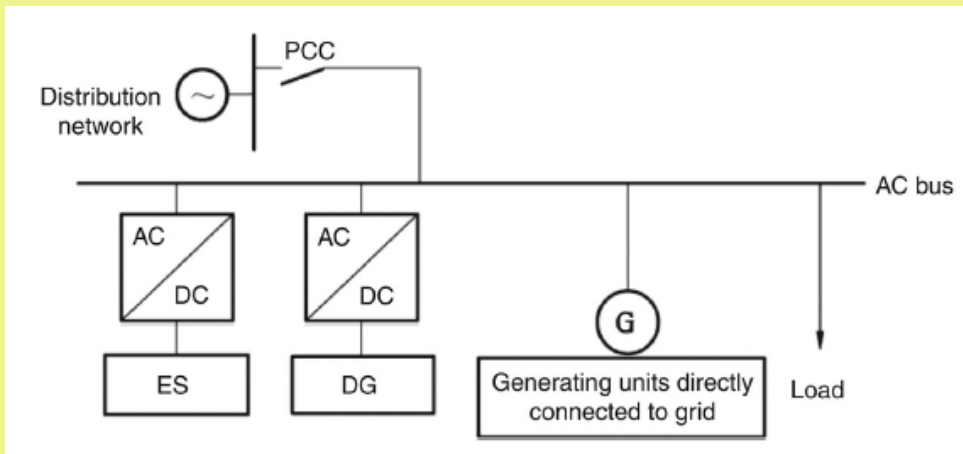 PCC
Distribution
network
~
AC bus
AC
DC
AC
DC
G
ES
DG
Generating units directly
connected to grid
Load